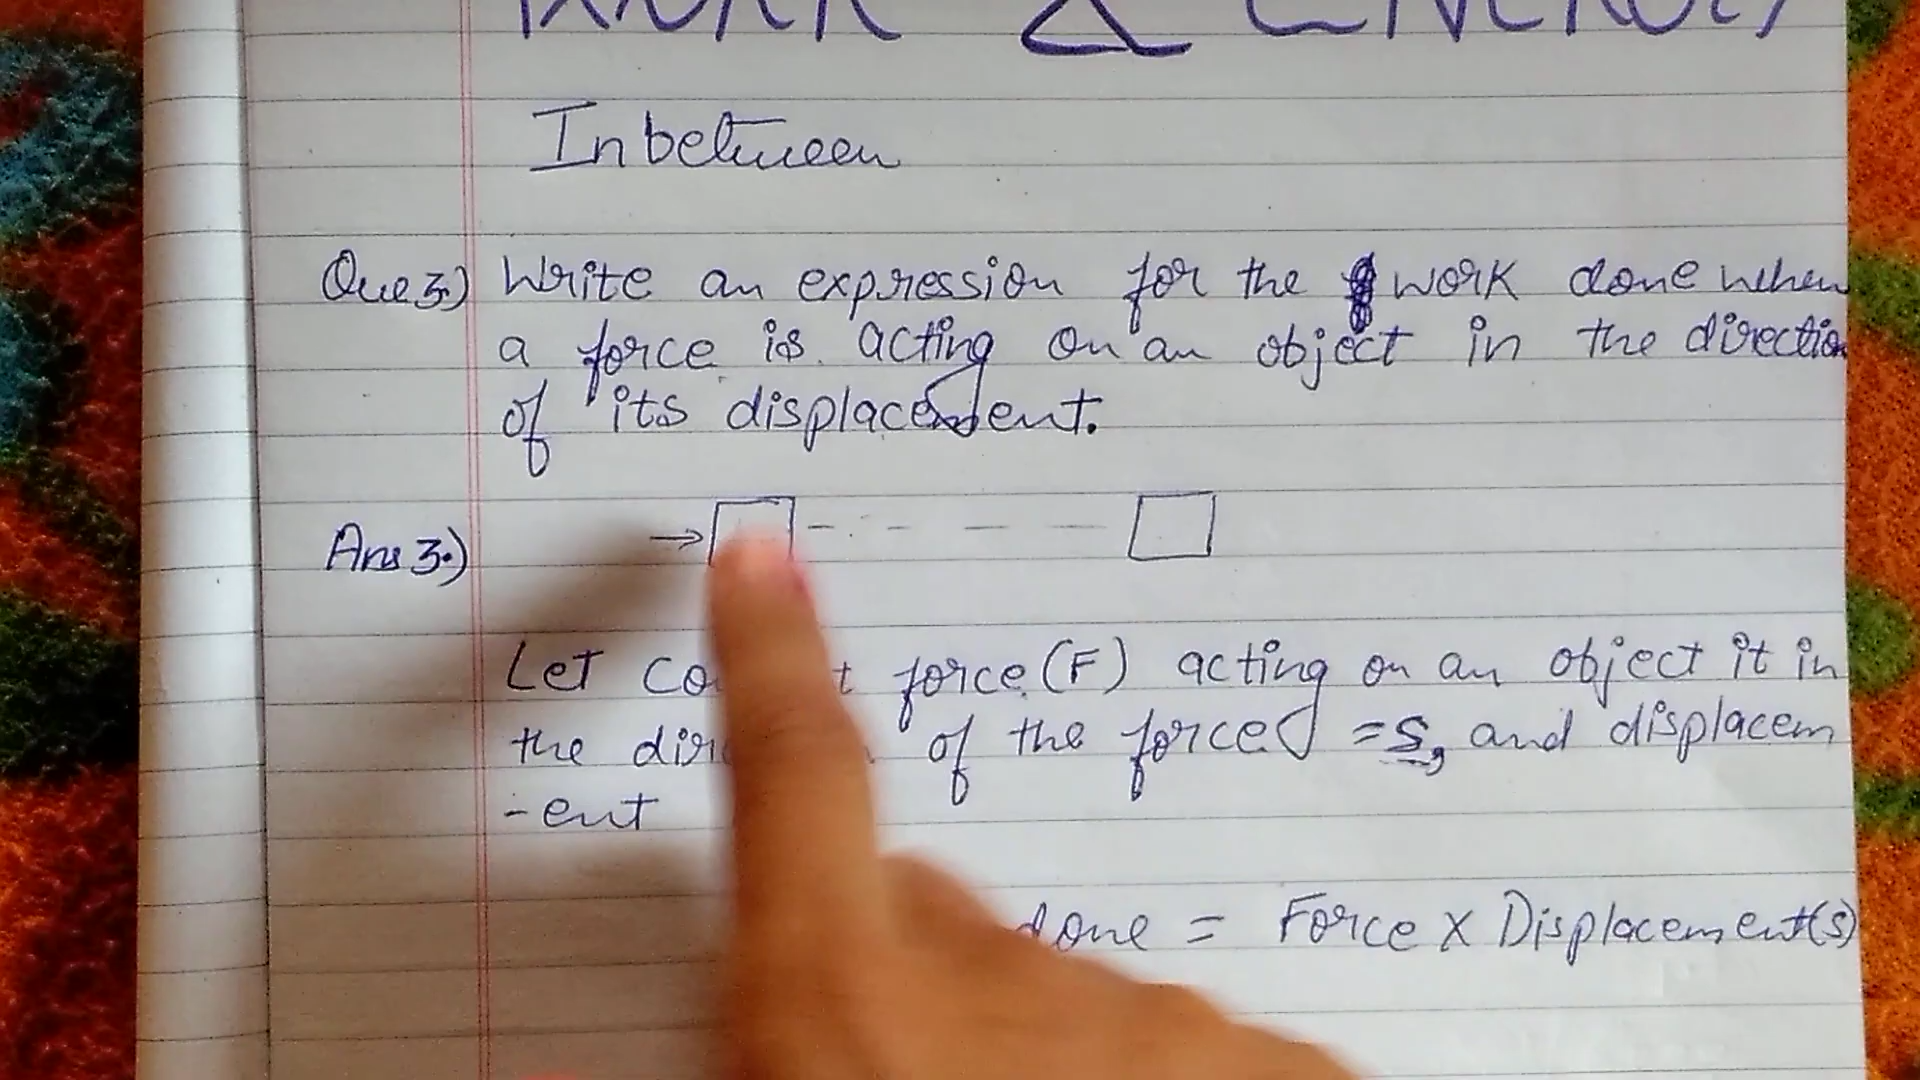 WORK & ENERGY
Inbetween
Que 3.) Write an expression for the work done when
a force is acting on an object in the direction
of its displacement.
Ans 3.)
Let force (F) acting on an object it in
the of the force = s, and displacem
-ent
done = Force X Displacement(s)